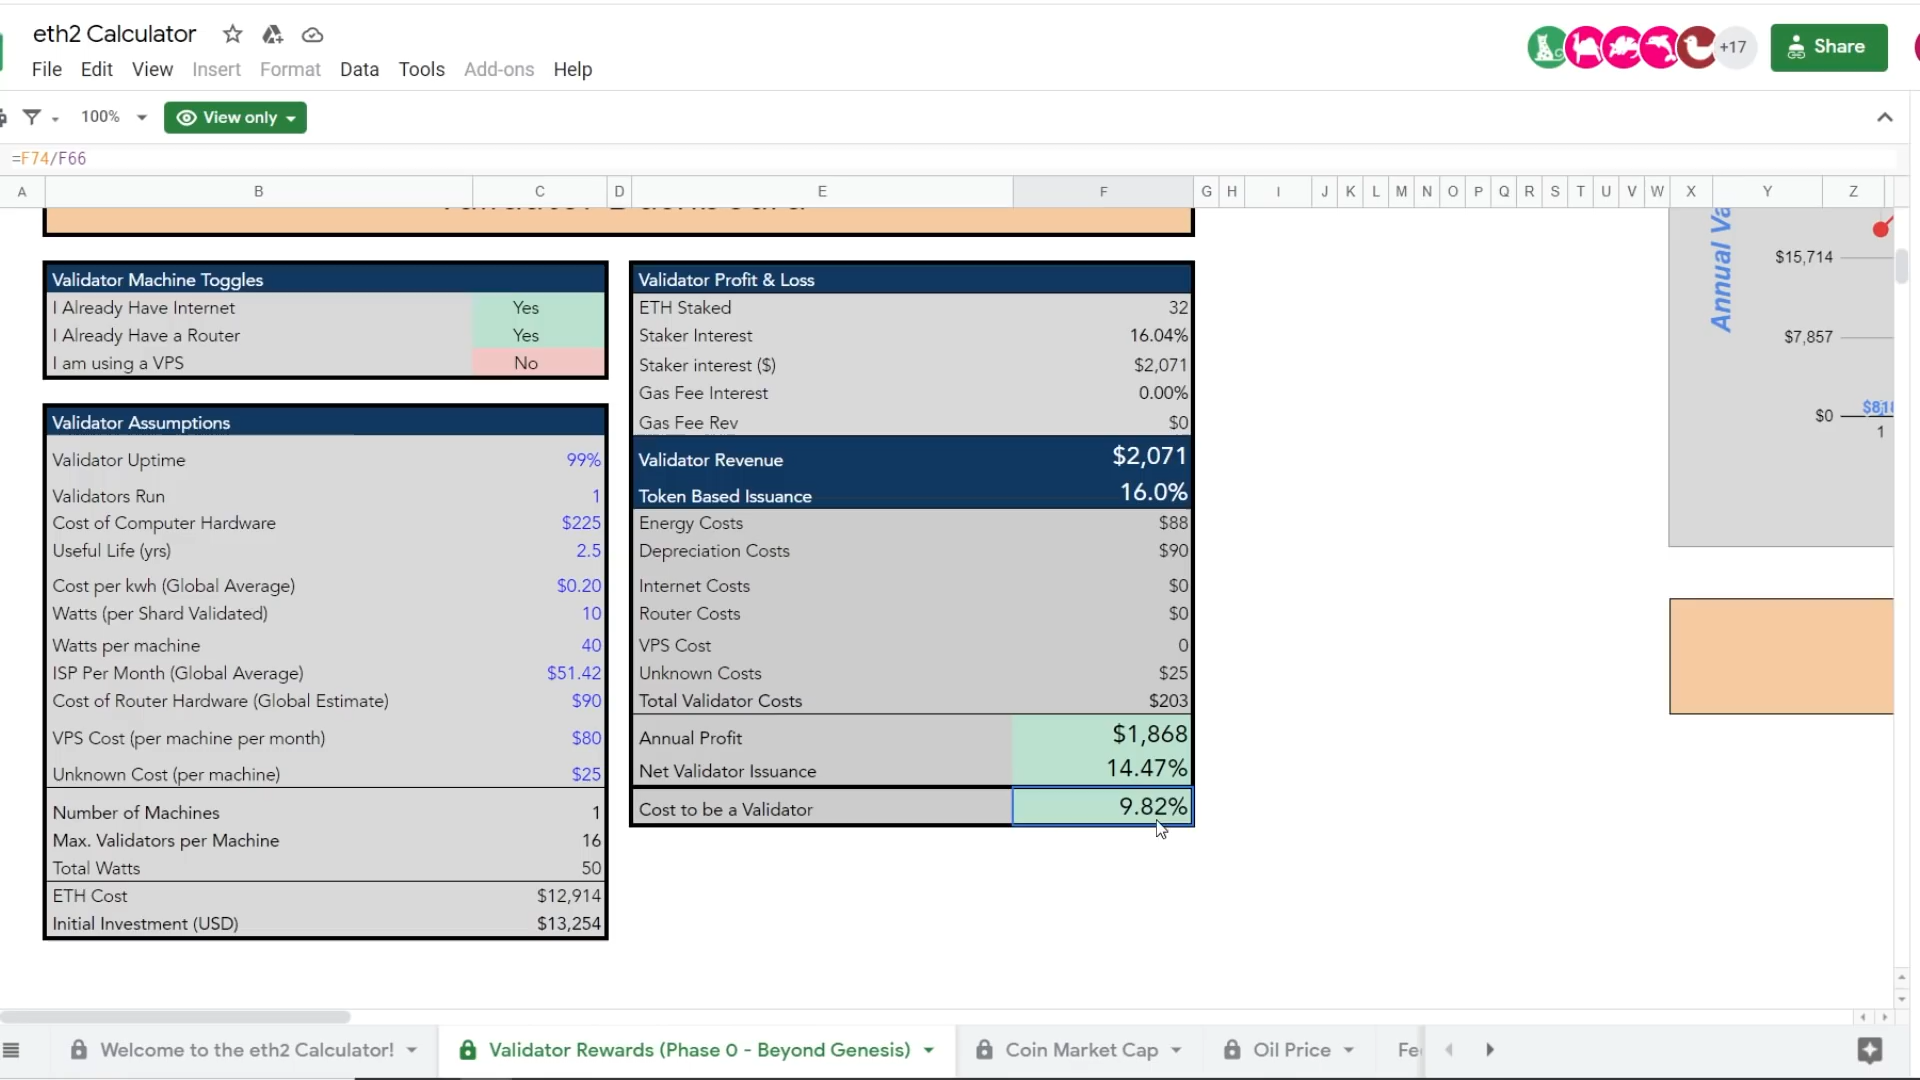 eth2 Calculator
+17
Share
File Edit View Insert Format Data Tools Add-ons Help
100%
View only
=F74/F66
A B C D E F G H I J K L M N O P Q R S T U V W X Y Z
Validator Machine Toggles
I Already Have Internet Yes
I Already Have a Router Yes
I am using a VPS No
Validator Assumptions
Validator Uptime 99%
Validators Run 1
Cost of Computer Hardware $225
Useful Life (yrs) 2.5
Cost per kwh (Global Average) $0.20
Watts (per Shard Validated) 10
Watts per machine 40
ISP Per Month (Global Average) $51.42
Cost of Router Hardware (Global Estimate) $90
VPS Cost (per machine per month) $80
Unknown Cost (per machine) $25
Number of Machines 1
Max. Validators per Machine 16
Total Watts 50
ETH Cost $12,914
Initial Investment (USD) $13,254
Validator Profit & Loss
ETH Staked 32
Staker Interest 16.04%
Staker interest ($) $2,071
Gas Fee Interest 0.00%
Gas Fee Rev $0
Validator Revenue $2,071
Token Based Issuance 16.0%
Energy Costs $88
Depreciation Costs $90
Internet Costs $0
Router Costs $0
VPS Cost 0
Unknown Costs $25
Total Validator Costs $203
Annual Profit $1,868
Net Validator Issuance 14.47%
Cost to be a Validator 9.82%
Annual Va
$15,714
$7,857
$0
$818
1
Welcome to the eth2 Calculator!
Validator Rewards (Phase 0 - Beyond Genesis)
Coin Market Cap
Oil Price